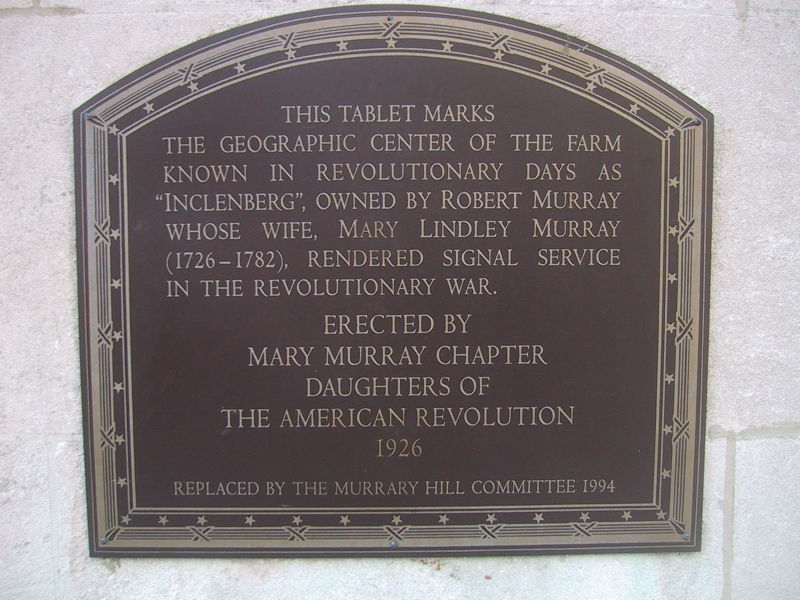 THIS TABLET MARKS
THE GEOGRAPHIC CENTER OF THE FARM
KNOWN IN REVOLUTIONARY DAYS AS
"INCLENBERG", OWNED BY ROBERT MURRAY
WHOSE WIFE, MARY LINDLEY MURRAY
(1726–1782), RENDERED SIGNAL SERVICE
IN THE REVOLUTIONARY WAR.
ERECTED BY
MARY MURRAY CHAPTER
DAUGHTERS OF
THE AMERICAN REVOLUTION
1926
REPLACED BY THE MURRARY HILL COMMITTEE 1994